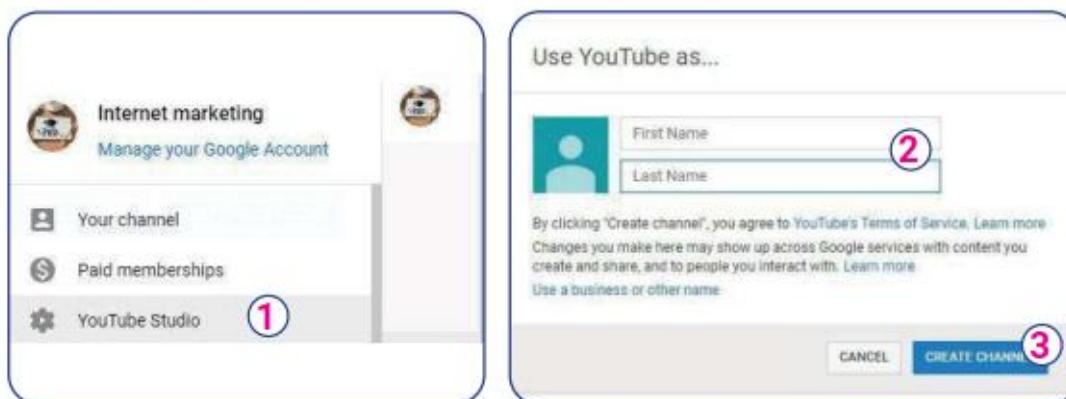 Internet marketing
Manage your Google Account
Your channel
Paid memberships
YouTube Studio
1
Use YouTube as...
First Name
2
Last Name
By clicking "Create channel", you agree to YouTube's Terms of Service. Learn more
Changes you make here may show up across Google services with content you
create and share, and to people you interact with. Learn more
Use a business or other name
CANCEL
CREATE
3